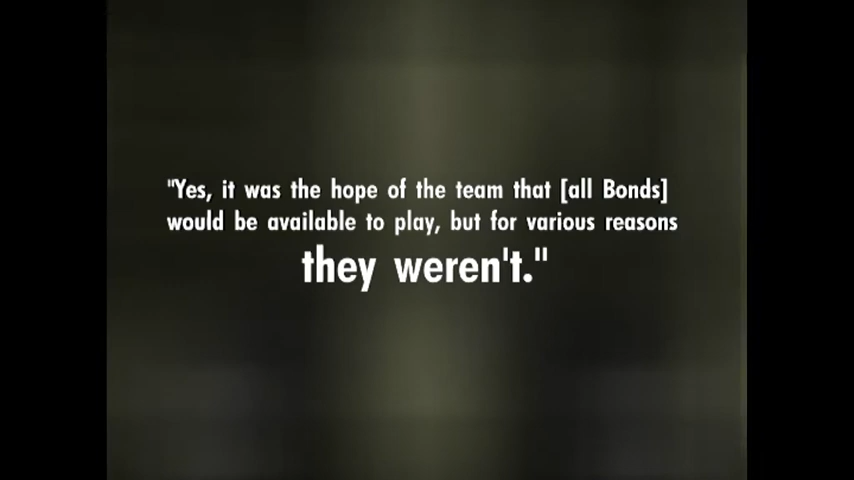 "Yes, it was the hope of the team that [all Bonds]
would be available to play, but for various reasons
they weren't."